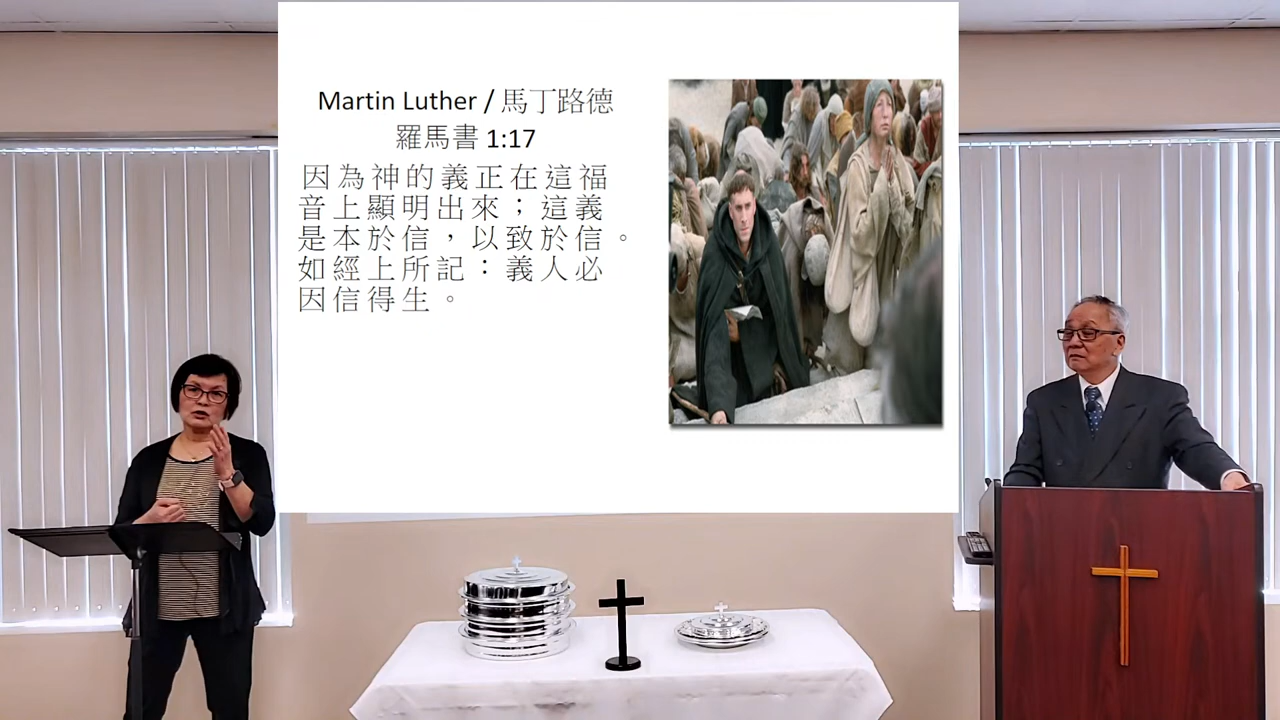 Martin Luther / 馬丁路德
羅馬書 1:17
因為神的義正在這福
音上顯明出來；這義
是本於信，以致於信。
如經上所記：義人必
因信得生。